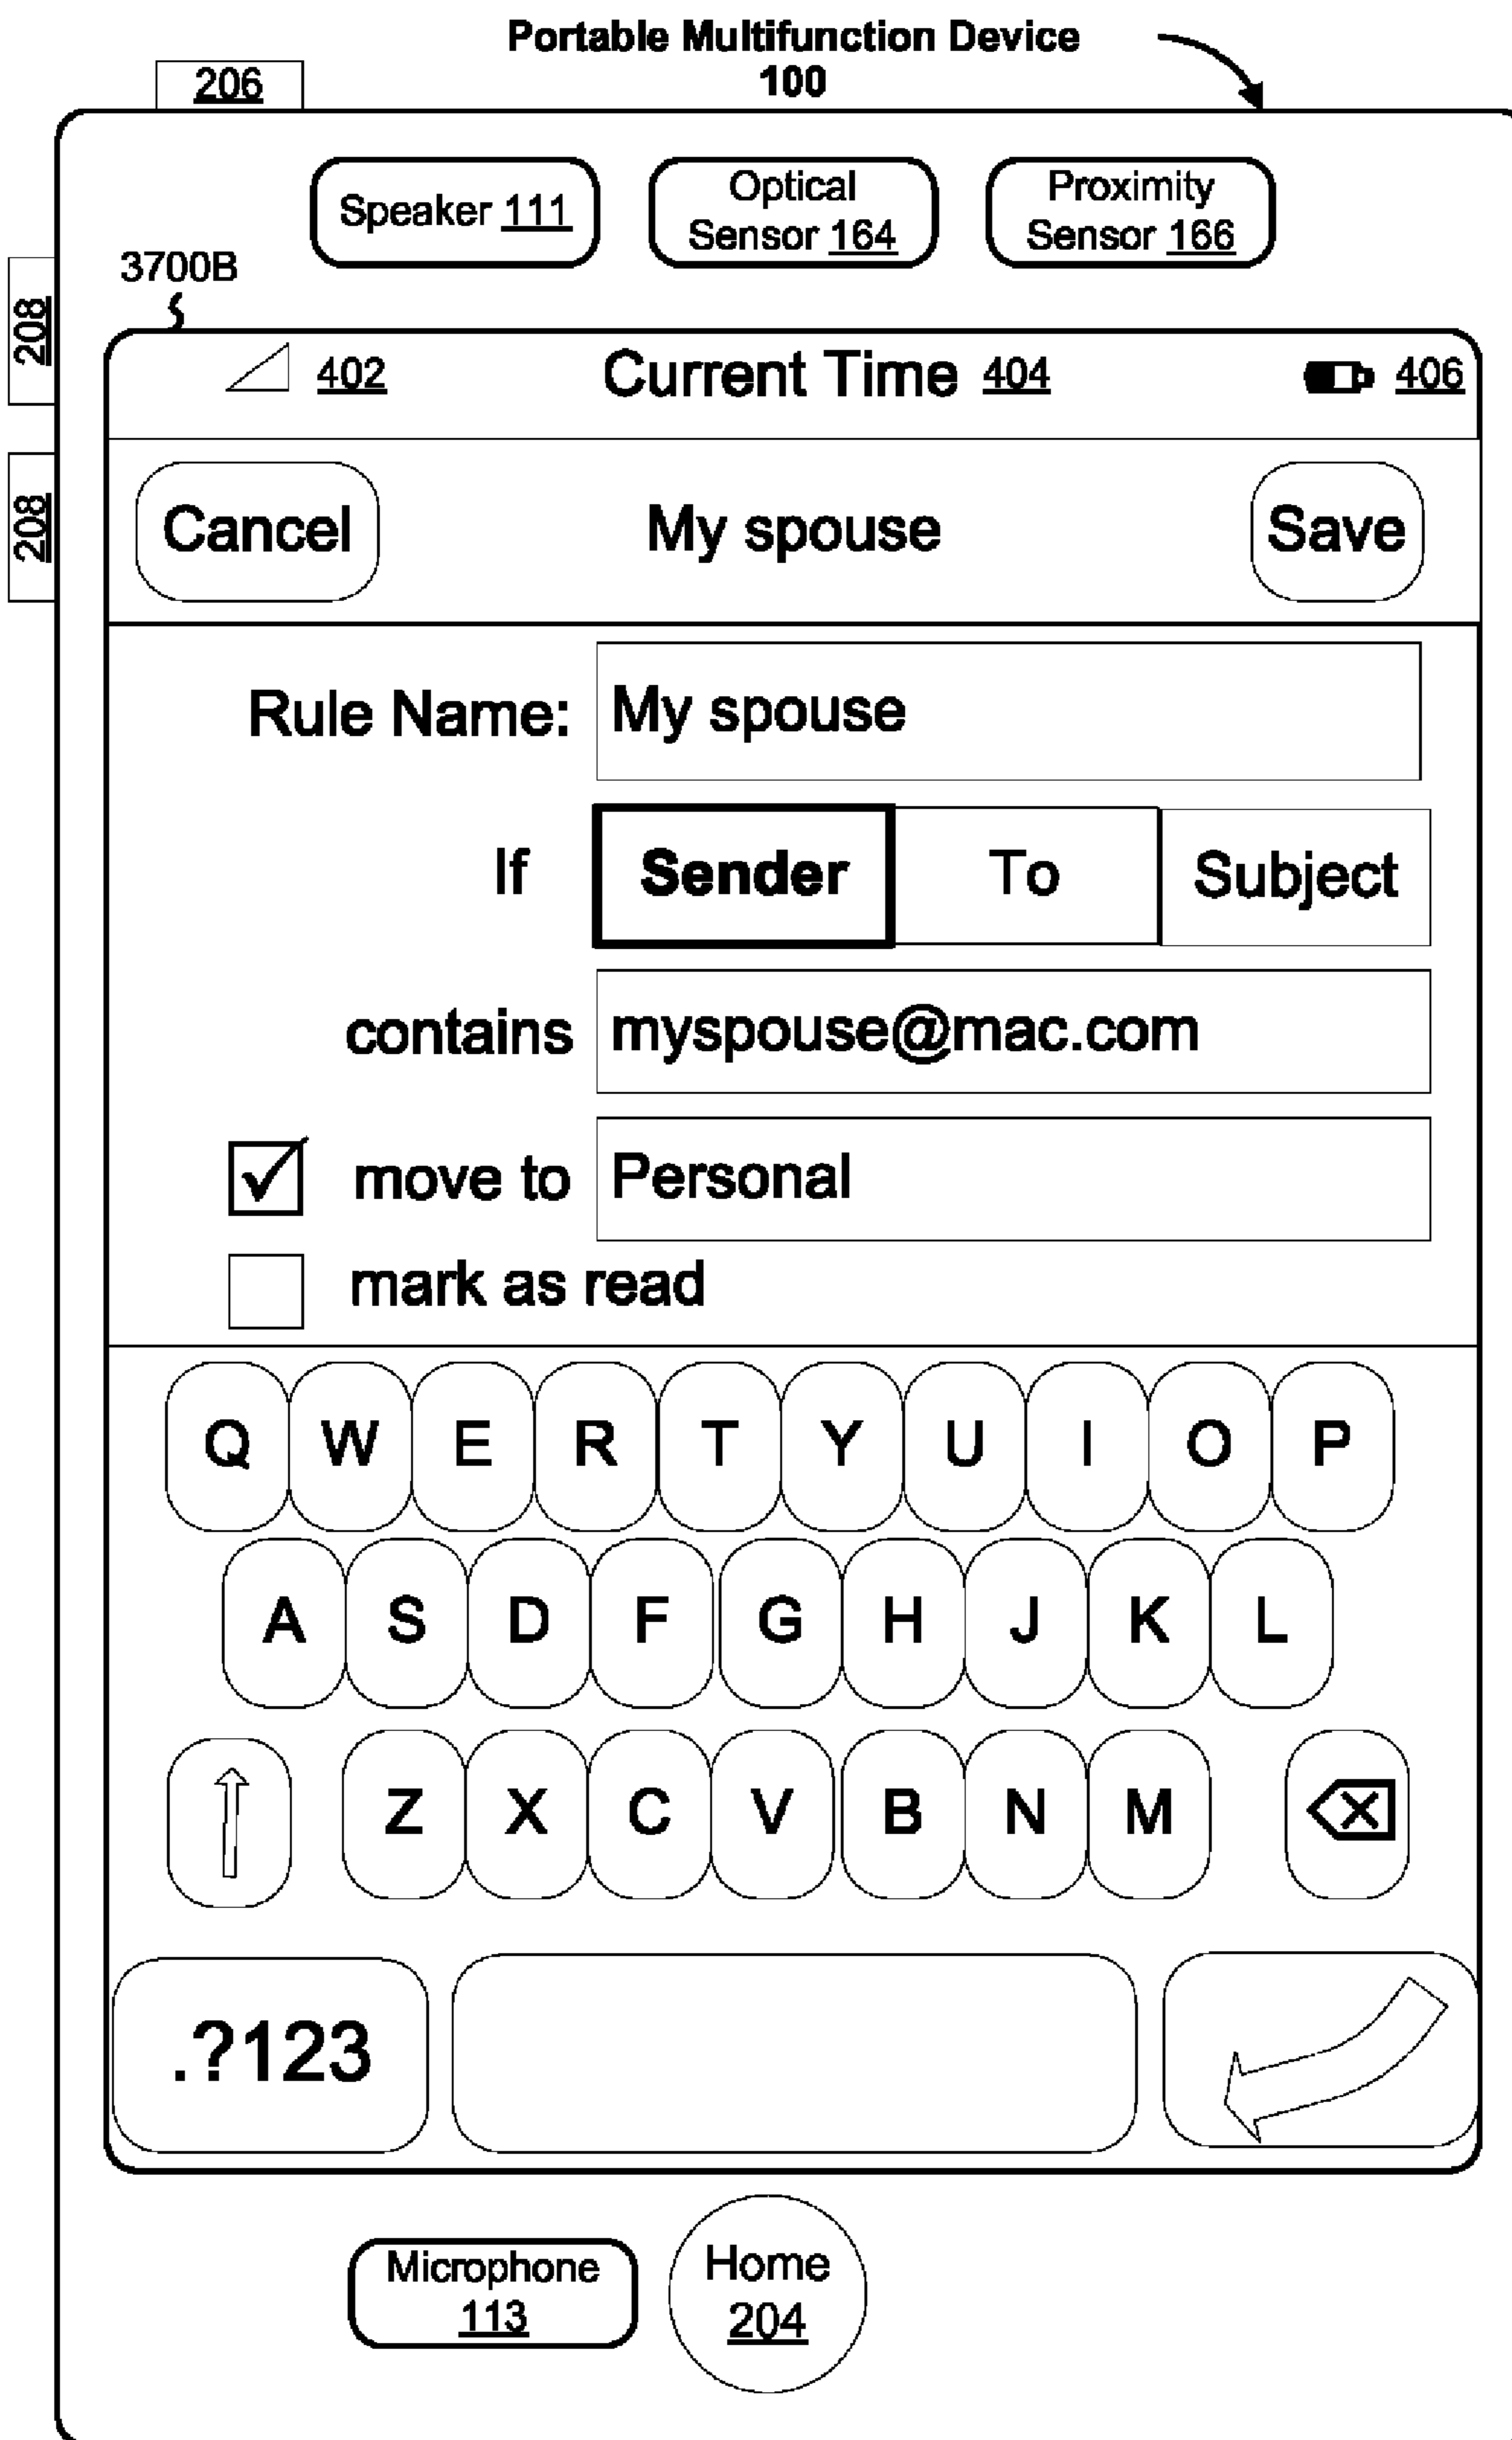 Portable Multifunction Device
100
206
Speaker 111
Optical
Sensor 164
Proximity
Sensor 166
3700B
208
208
402
Current Time 404
406
Cancel
My spouse
Save
Rule Name: My spouse
If Sender To Subject
contains myspouse@mac.com
move to Personal
mark as read
Q W E R T Y U I O P
A S D F G H J K L
Z X C V B N M
.?123
Microphone
113
Home
204